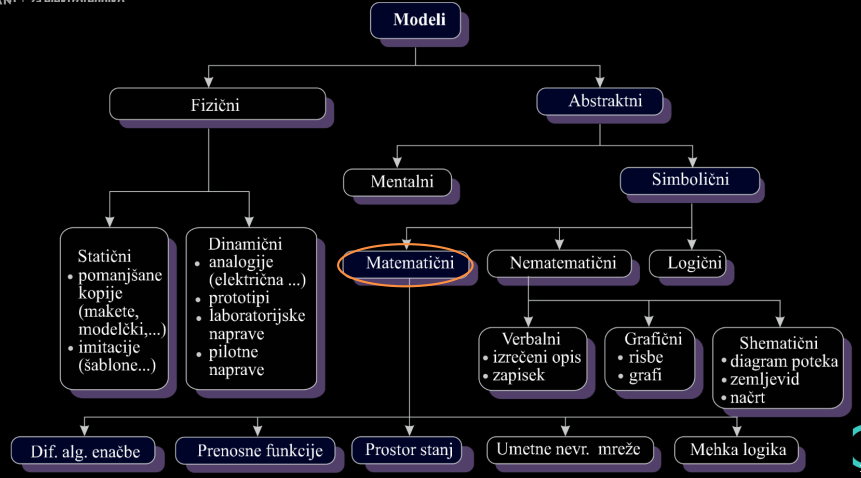 Modeli
Fizični
Abstraktni
Mentalni
Simbolični
Statični
• pomanjšane
kopije
(makete,
modelčki,...)
• imitacije
(šablone...)
Dinamični
• analogije
(električna ...)
• prototipi
• laboratorijske
naprave
• pilotne
naprave
Matematični
Nematematični
Logični
Verbalni
• izrečeni opis
• zapisek
Grafični
• risbe
• grafi
Shematični
• diagram poteka
• zemljevid
• načrt
Dif. alg. enačbe
Prenosne funkcije
Prostor stanj
Umetne nevr. mreže
Mehka logika